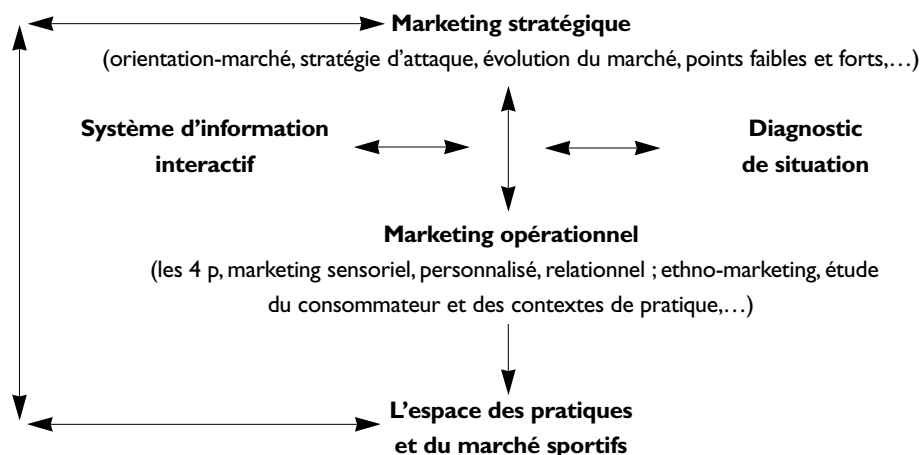 Marketing stratégique
(orientation-marché, stratégie d'attaque, évolution du marché, points faibles et forts,…)
Système d'information
interactif
Diagnostic
de situation
Marketing opérationnel
(les 4 p, marketing sensoriel, personnalisé, relationnel ; ethno-marketing, étude
du consommateur et des contextes de pratique,…)
L'espace des pratiques
et du marché sportifs